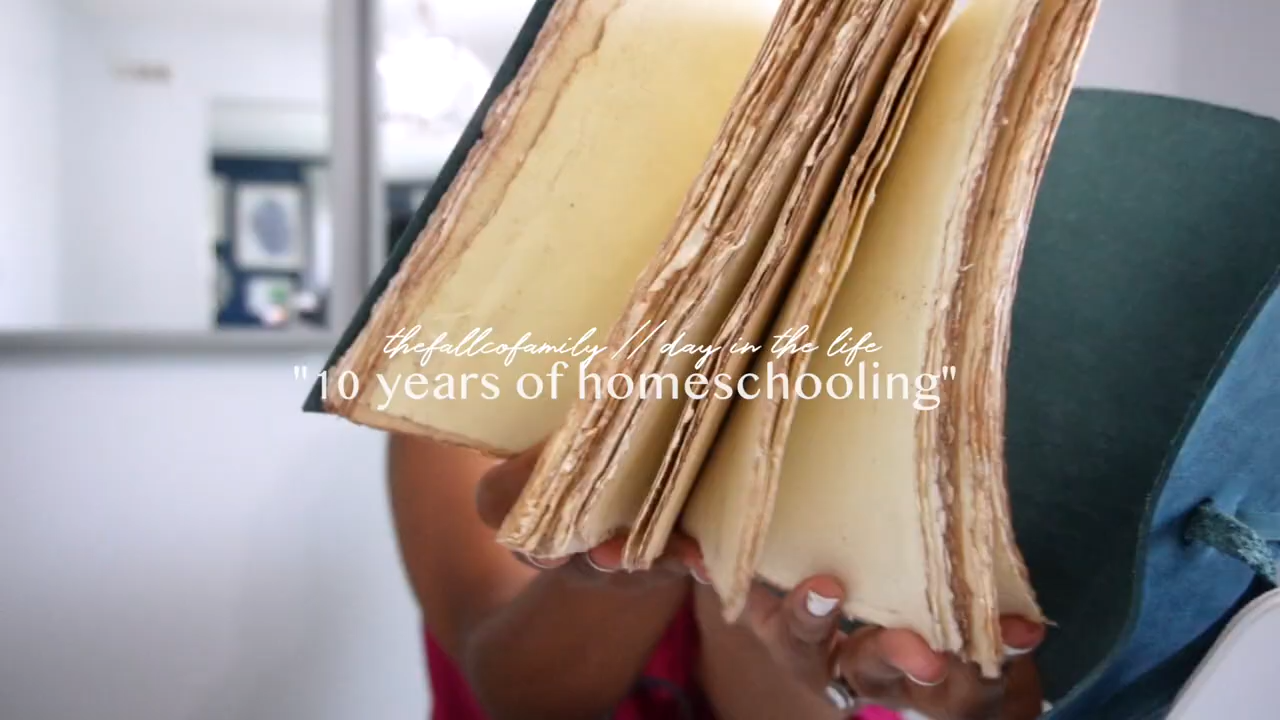 thefallcofamily // day in the life
"10 years of homeschooling"